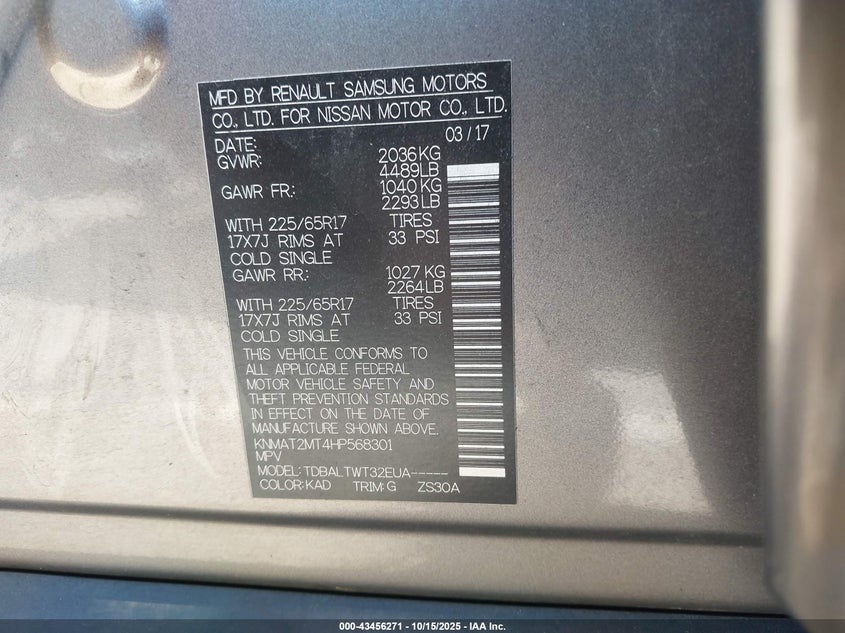 MFD BY RENAULT SAMSUNG MOTORS
CO., LTD. FOR NISSAN MOTOR CO., LTD.
DATE: 03/17
GVWR: 2036KG
4489LB
GAWR FR: 1040KG
2293LB
WITH 225/65R17 TIRES
17X7J RIMS AT 33 PSI
COLD SINGLE
GAWR RR: 1027 KG
2264LB
WITH 225/65R17 TIRES
17X7J RIMS AT 33 PSI
COLD SINGLE
THIS VEHICLE CONFORMS TO
ALL APPLICABLE FEDERAL
MOTOR VEHICLE SAFETY AND
THEFT PREVENTION STANDARDS
IN EFFECT ON THE DATE OF
MANUFACTURE SHOWN ABOVE.
KNMAT2MT4HP568301
MPV
MODEL:TDBALTWT32EUA-----
COLOR:KAD TRIM:G ZS30A
000-43456271 - 10/15/2025 - IAA Inc.